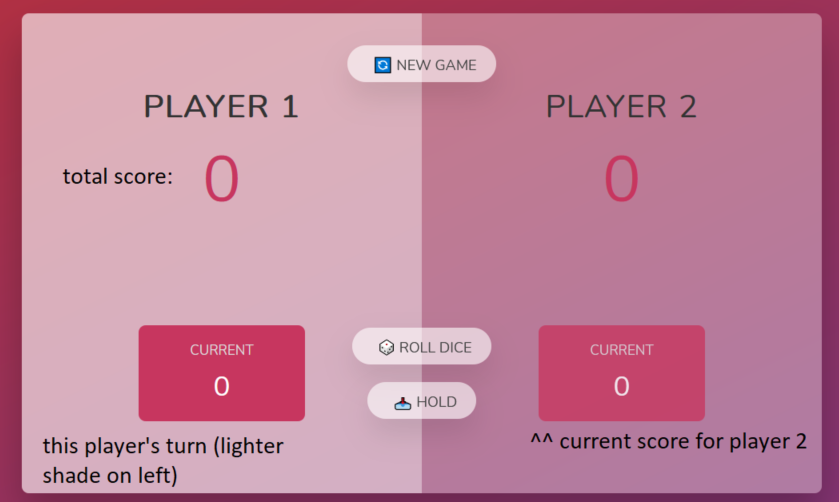 NEW GAME
PLAYER 1
PLAYER 2
total score: 0
0
CURRENT
0
ROLL DICE
HOLD
CURRENT
0
this player's turn (lighter
shade on left)
^^ current score for player 2